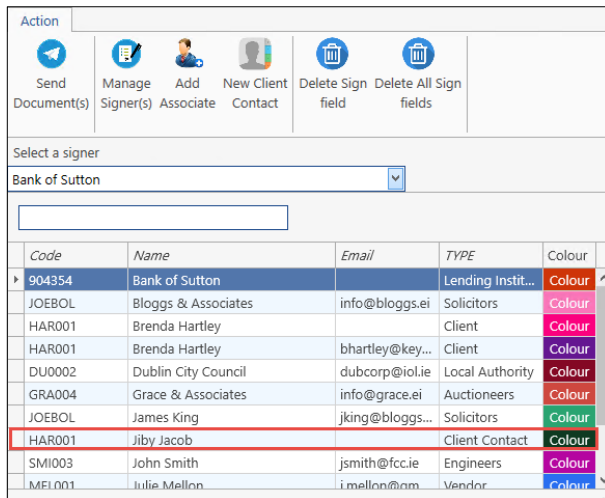 Action
Send Document(s)
Manage Signer(s)
Add Associate
New Client Contact
Delete Sign field
Delete All Sign fields
Select a signer
Bank of Sutton
Code Name Email TYPE Colour
904354 Bank of Sutton Lending Instit... Colour
JOEBOL Bloggs & Associates info@bloggs.ei Solicitors Colour
HAR001 Brenda Hartley Client Colour
HAR001 Brenda Hartley bhartley@key... Client Colour
DU0002 Dublin City Council dubcorp@iol.ie Local Authority Colour
GRA004 Grace & Associates info@grace.ei Auctioneers Colour
JOEBOL James King jking@bloggs... Solicitors Colour
HAR001 Jiby Jacob Client Contact Colour
SMI003 John Smith jsmith@fcc.ie Engineers Colour
MEL001 Julie Mellon j.mellon@gm... Vendor Colour